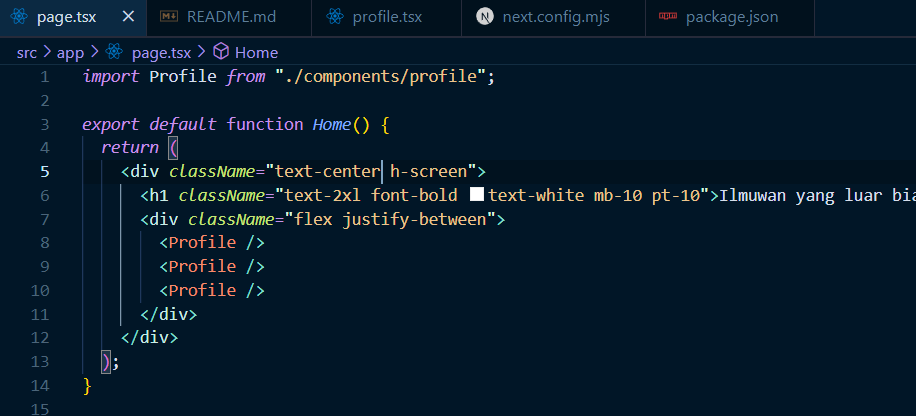 page.tsx README.md profile.tsx next.config.mjs package.json
src > app > page.tsx > Home
1 import Profile from "./components/profile";
2
3 export default function Home() {
4 return (
5 <div className="text-center h-screen">
6 <h1 className="text-2xl font-bold text-white mb-10 pt-10">Ilmuwan yang luar bia
7 <div className="flex justify-between">
8 <Profile />
9 <Profile />
10 <Profile />
11 </div>
12 </div>
13 );
14 }
15